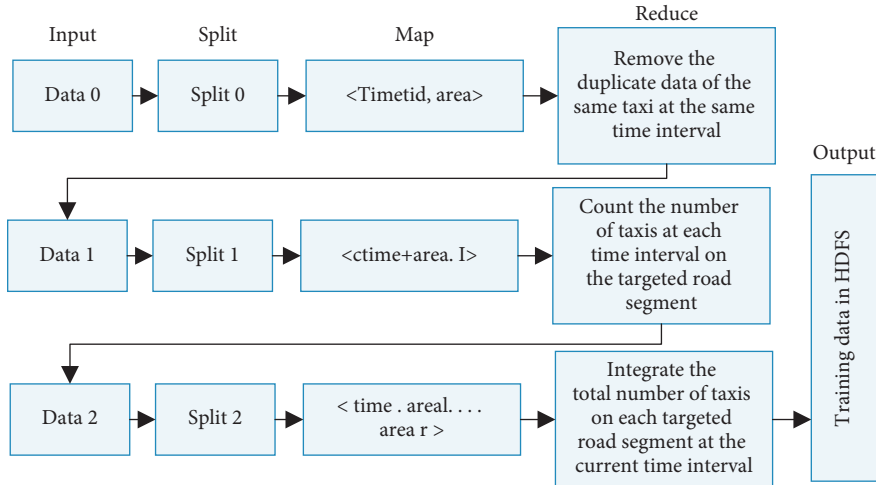 Input
Split
Map
Reduce
Data 0
Split 0
<Timetid, area>
Remove the
duplicate data of the
same taxi at the same
time interval
Data 1
Split 1
<ctime+area. I>
Count the number
of taxis at each
time interval on
the targeted road
segment
Data 2
Split 2
< time . areal. . . .
area r >
Integrate the
total number of taxis
on each targeted
road segment at the
current time interval
Output
Training data in HDFS